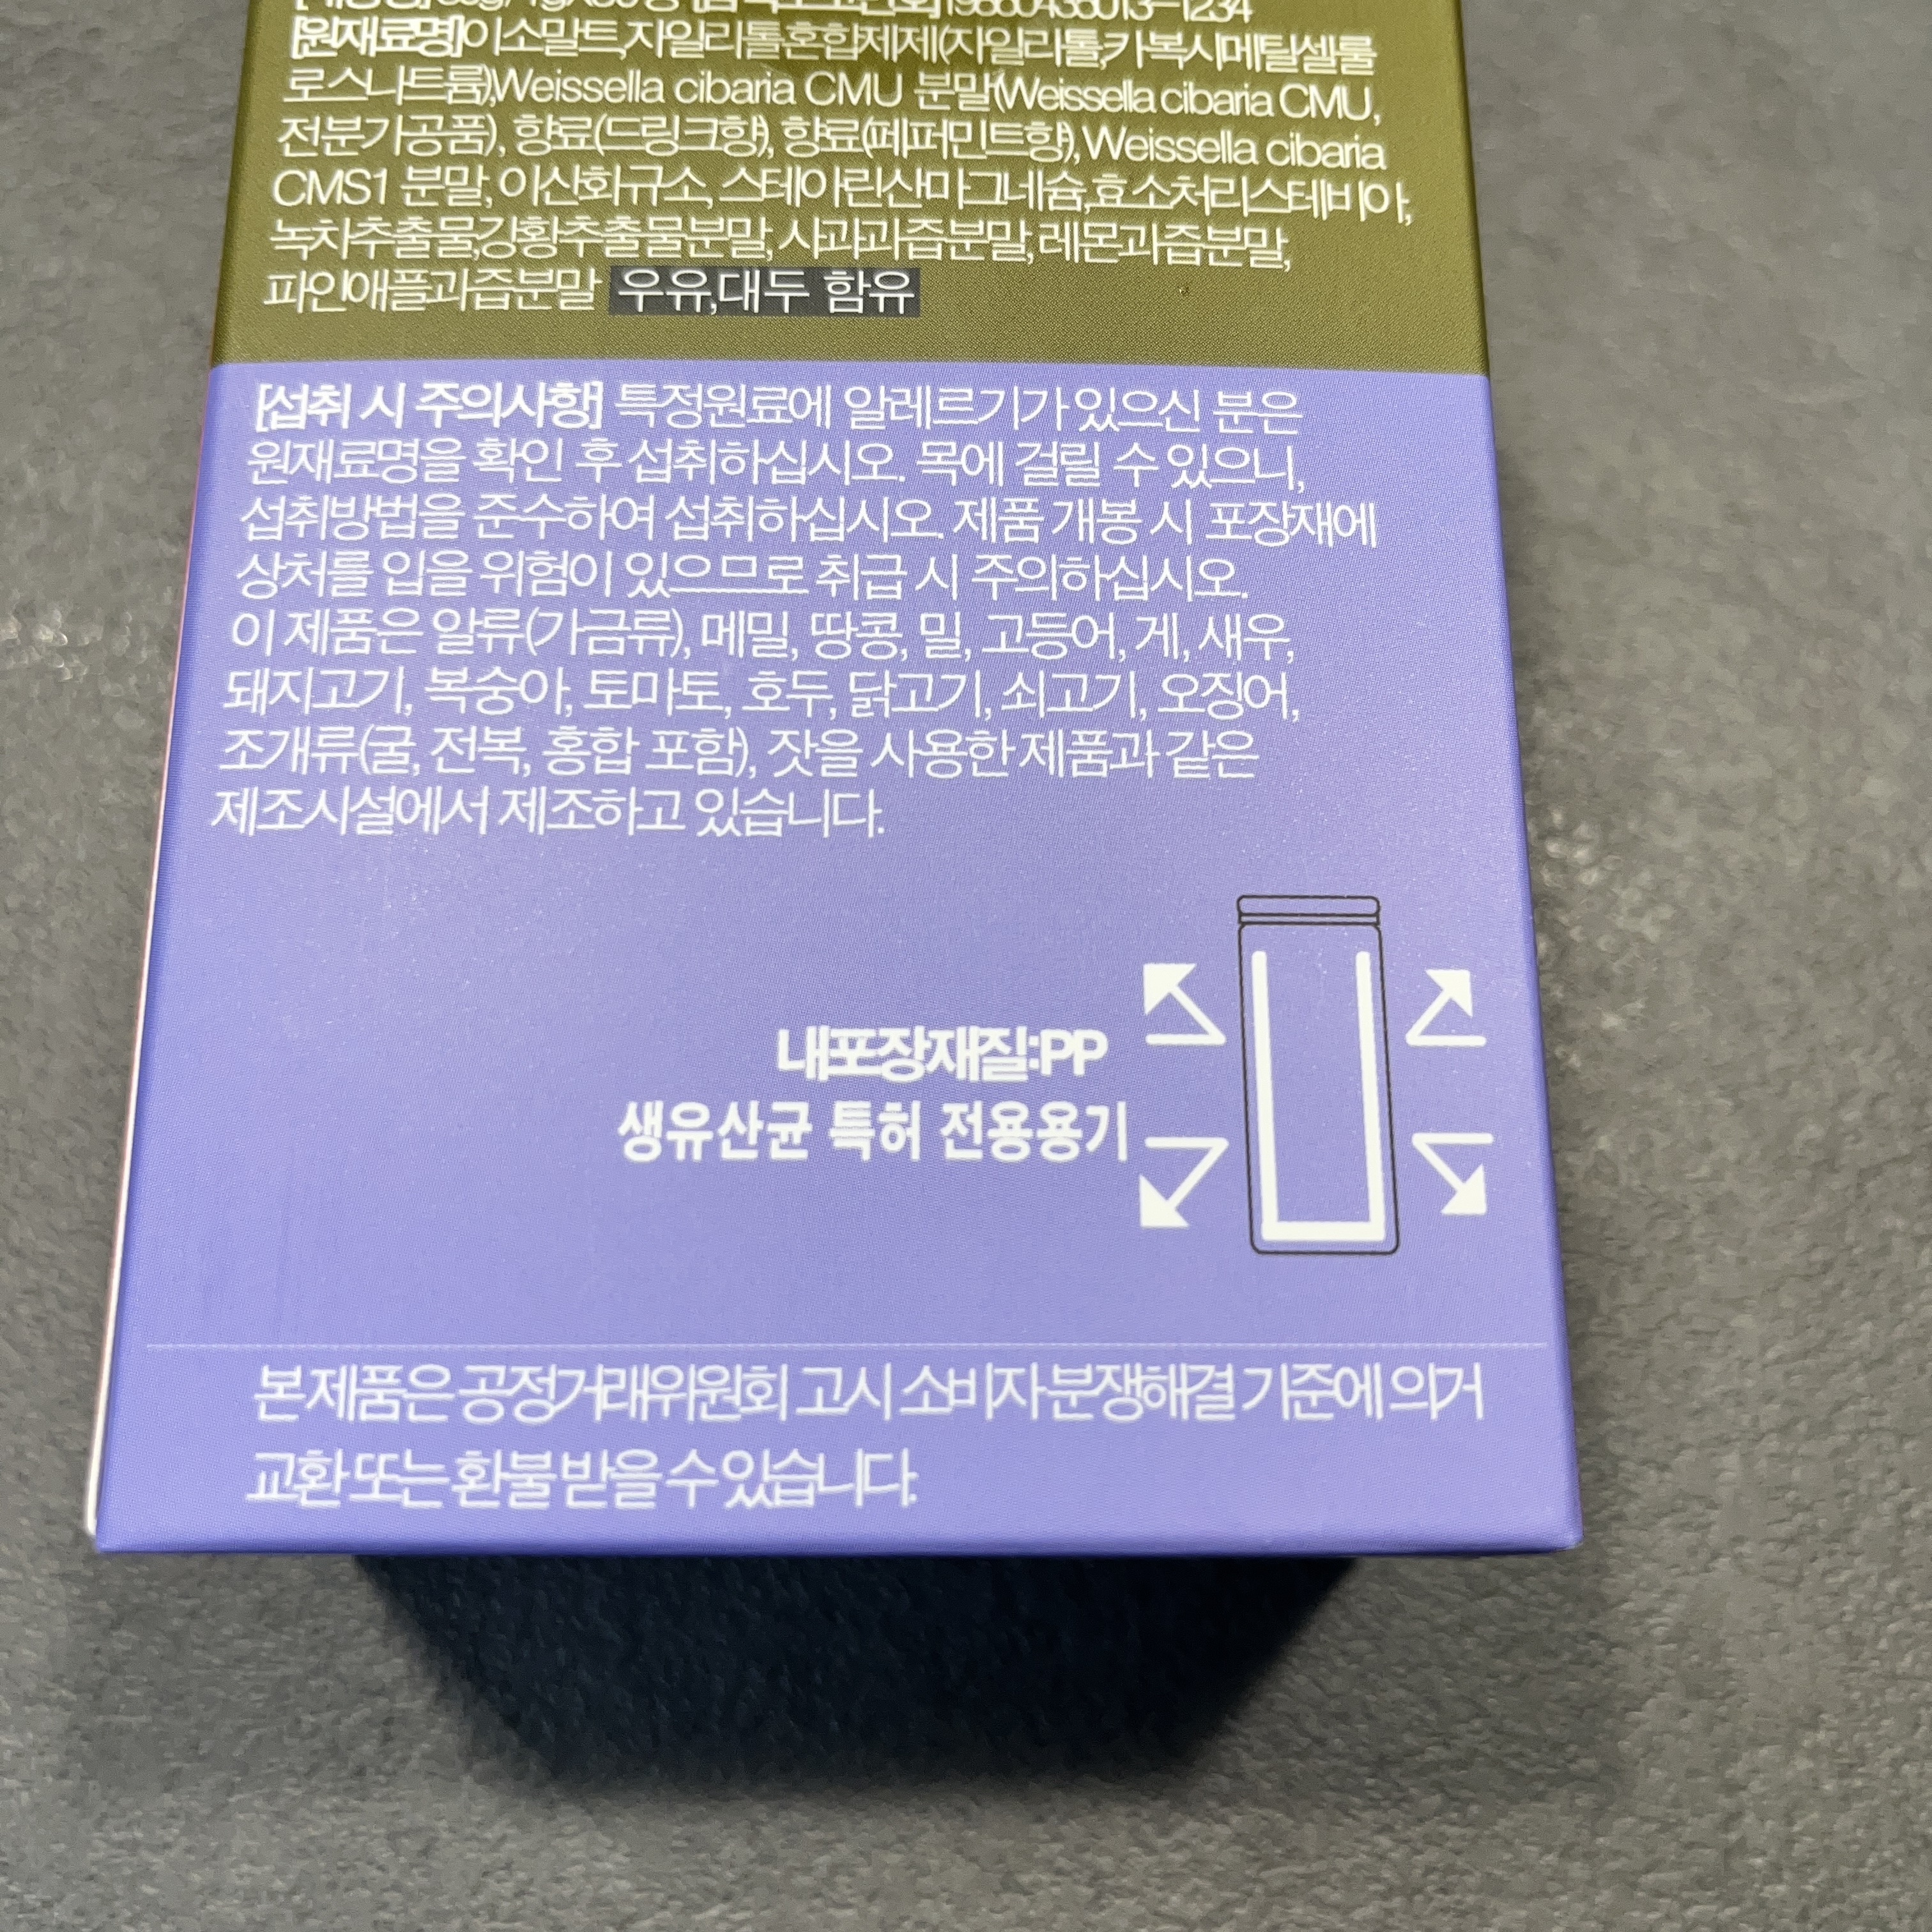 [원재료명]이소말트,자일리톨혼합제제(자일리톨,카복시메틸셀룰
로스나트륨),Weissella cibaria CMU 분말(Weissella cibaria CMU,
전분가공품), 향료(드링크향), 향료(페퍼민트향), Weissella cibaria
CMS1 분말, 이산화규소, 스테아린산마그네슘,효소처리스테비아,
녹차추출물,강황추출물분말, 사과과즙분말, 레몬과즙분말,
파인애플과즙분말 우유,대두 함유
[섭취 시 주의사항] 특정원료에 알레르기가 있으신 분은
원재료명을 확인 후 섭취하십시오. 목에 걸릴 수 있으니,
섭취방법을 준수하여 섭취하십시오. 제품 개봉 시 포장재에
상처를 입을 위험이 있으므로 취급 시 주의하십시오.
이 제품은 알류(가금류), 메밀, 땅콩, 밀, 고등어, 게, 새우,
돼지고기, 복숭아, 토마토, 호두, 닭고기, 쇠고기, 오징어,
조개류(굴, 전복, 홍합 포함), 잣을 사용한 제품과 같은
제조시설에서 제조하고 있습니다.
내포장재질:PP
생유산균 특허 전용용기
본 제품은 공정거래위원회 고시 소비자 분쟁해결 기준에 의거
교환 또는 환불 받을 수 있습니다.